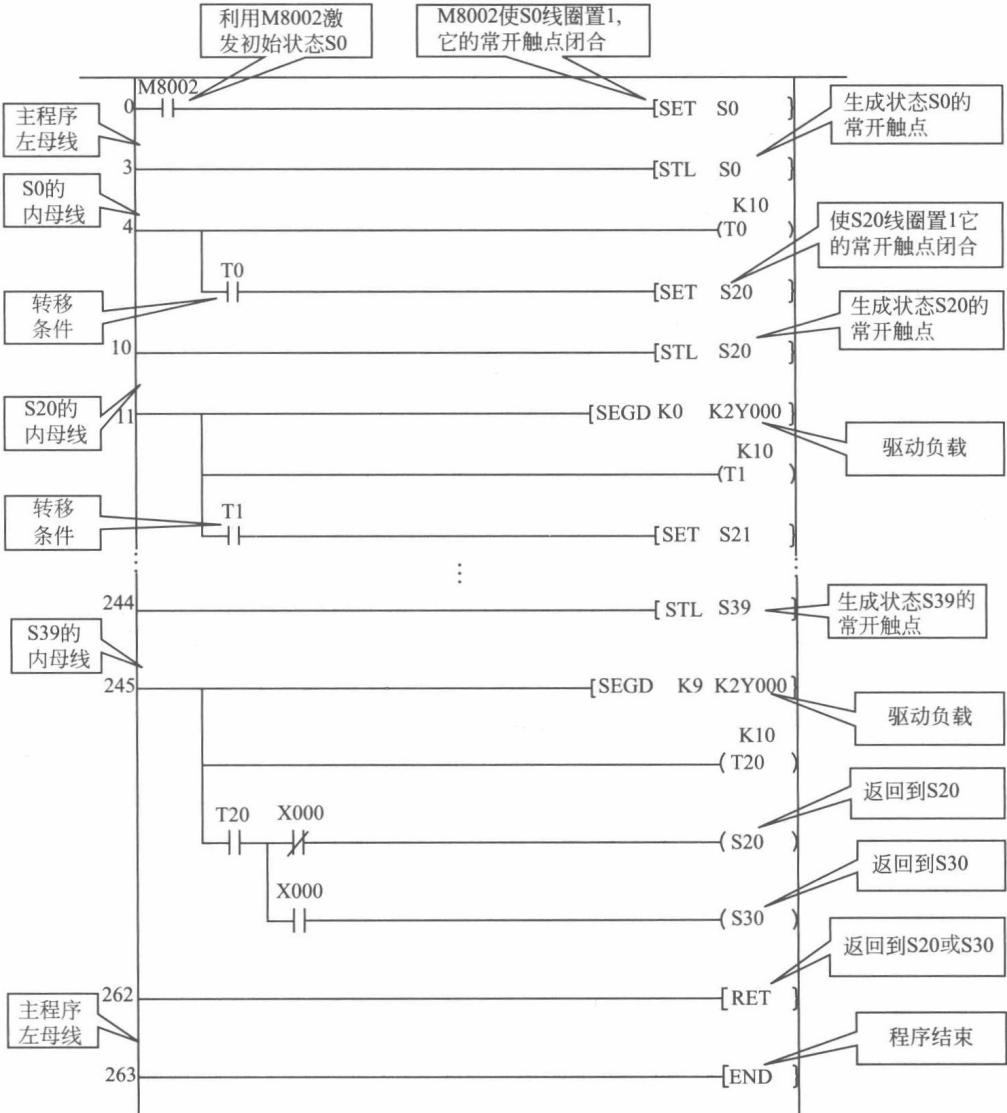 利用M8002激
发初始状态S0
M8002使S0线圈置1,
它的常开触点闭合
M8002
0
[SET S0 ]
主程序
左母线
生成状态S0的
常开触点
3
[STL S0 ]
S0的
内母线
K10
4
(T0 )
使S20线圈置1它
的常开触点闭合
T0
[SET S20 ]
转移
条件
生成状态S20的
常开触点
10
[STL S20 ]
S20的
内母线
11
[SEGD K0 K2Y000]
驱动负载
K10
(T1 )
转移
条件
T1
[SET S21 ]
⋮
⋮
⋮
244
[ STL S39 ]
生成状态S39的
常开触点
S39的
内母线
245
[SEGD K9 K2Y000]
驱动负载
K10
( T20 )
返回到S20
T20 X000
( S20 )
返回到S30
X000
( S30 )
返回到S20或S30
262
[RET ]
主程序
左母线
程序结束
263
[END ]